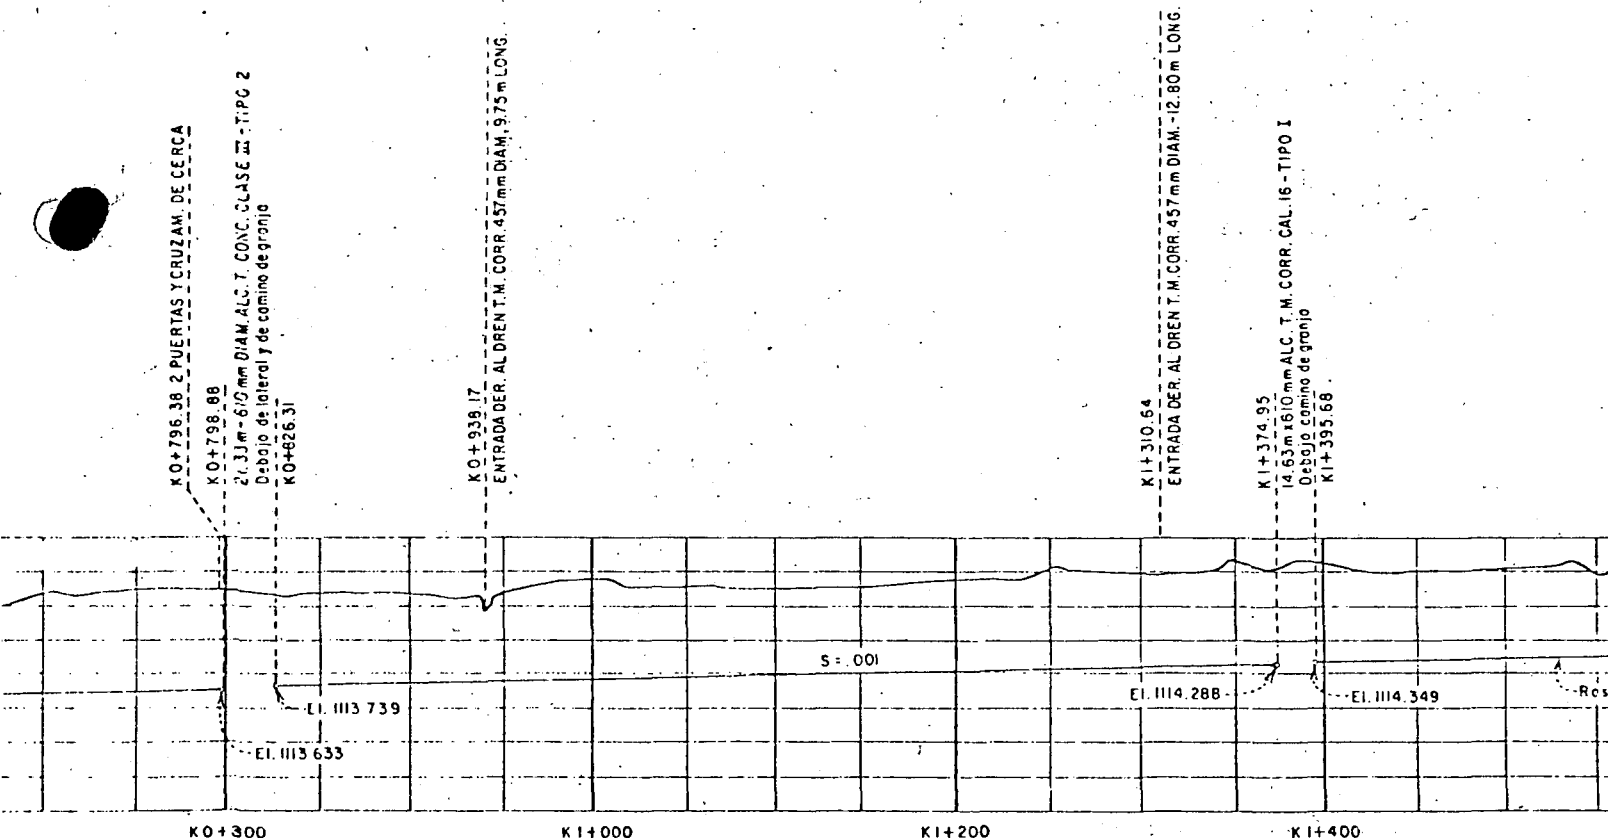 K0+796.38 2 PUERTAS Y CRUZAM. DE CERCA
K0+798.88
21.33m-610mm DIAM. ALC. T. CONC. CLASE III-TIPO 2
Debajo de lateral y de camino de granja
K0+826.31
K0+938.17
ENTRADA DER. AL DREN T.M. CORR. 457mm DIAM, 9.75m LONG.
K1+310.64
ENTRADA DER. AL DREN T.M. CORR. 457mm DIAM.-12.80m LONG.
K1+374.95
14.63m x 610mm ALC. T. M. CORR. CAL. 16-TIPO I
Debajo camino de granja
K1+395.68
S=.001
El. 1113.739
El. 1113.633
El. 1114.288
El. 1114.349
Ras
K0+300
K1+000
K1+200
K1+400